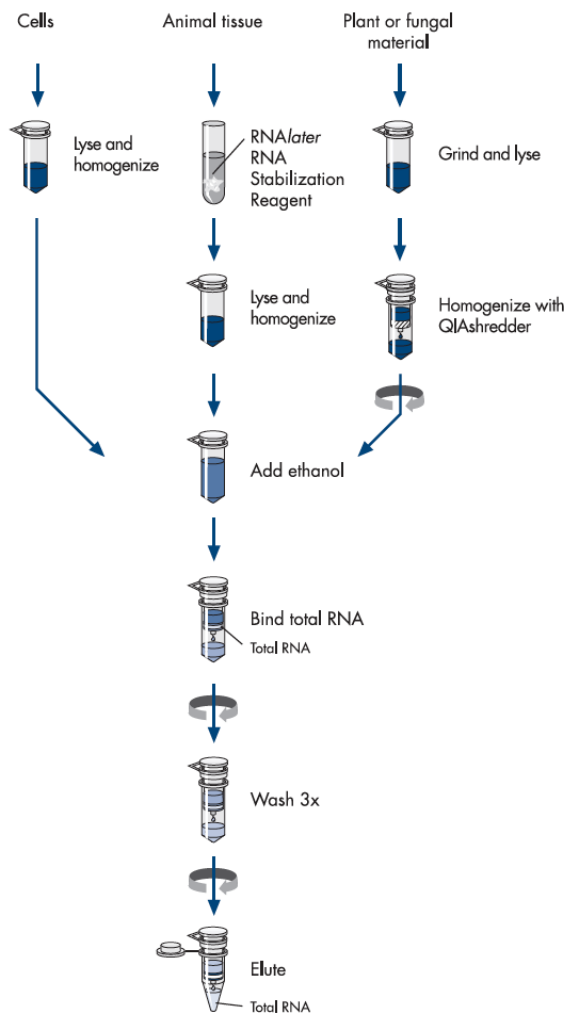 Cells
Animal tissue
Plant or fungal
material
Lyse and
homogenize
RNAlater
RNA
Stabilization
Reagent
Grind and lyse
Lyse and
homogenize
Homogenize with
QIAshredder
Add ethanol
Bind total RNA
Total RNA
Wash 3x
Elute
Total RNA